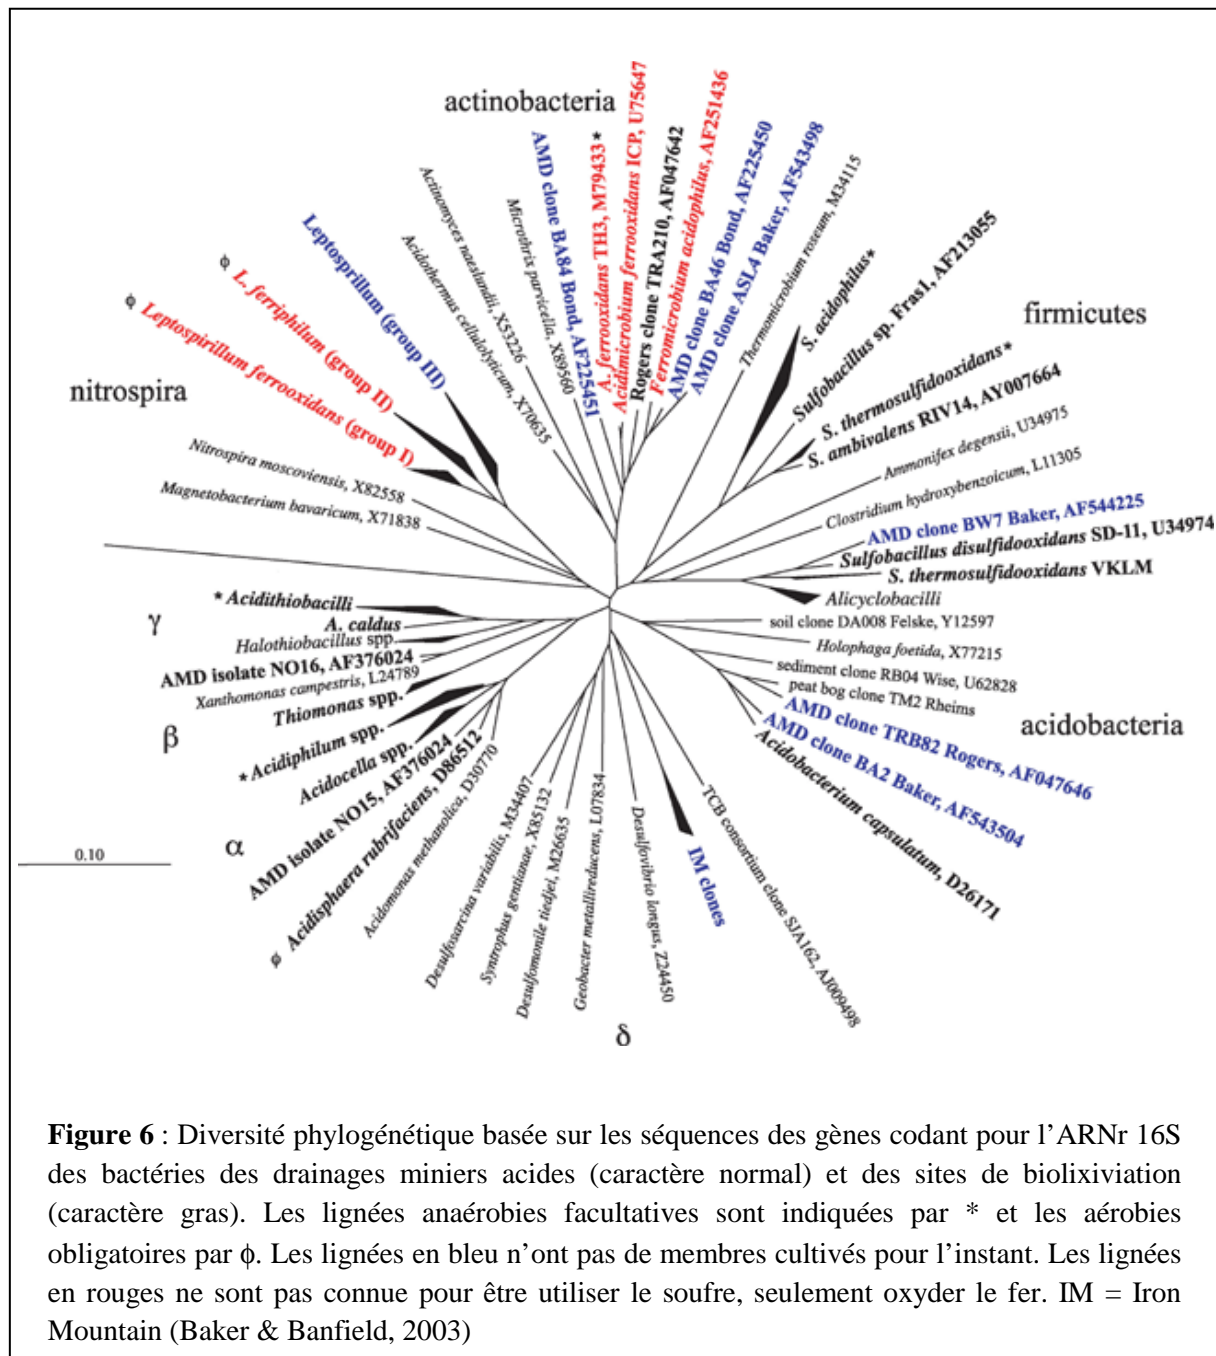 actinobacteria
AMD clone BA84 Bond, AF225451
A. ferrooxidans TH3, M79433 *
Acidimicrobium ferrooxidans ICP, U75647
Rogers clone TRA210, AF047642
Ferromicrobium acidophilus, AF251436
AMD clone BA46 Bond, AF225450
AMD clone ASL4 Baker, AF543498
Thermomicrobium roseum, M34115
S. acidophilus*
Sulfobacillus sp. Fras1, AF213055
firmicutes
S. thermosulfidooxidans*
S. ambivalens RIV14, AY007664
Ammonifex degensii, U34975
Clostridium hydroxybenzoicum, L11305
AMD clone BW7 Baker, AF544225
Sulfobacillus disulfidooxidans SD-11, U34974
S. thermosulfidooxidans VKLM
Alicyclobacilli
soil clone DA008 Felske, Y12597
Holophaga foetida, X77215
sediment clone RB04 Wise, U62828
peat bog clone TM2 Rheims
acidobacteria
AMD clone TRB82 Rogers, AF047646
AMD clone BA2 Baker, AF543504
Acidobacterium capsulatum, D26171
TCB consortium clone SJA162, AJ009498
IM clones
Desulfovibrio longus, Z24450
δ
Geobacter metallireducens, L07834
Desulfomonile tiedjei, M26635
Syntrophus gentianae, X85132
Desulfosarcina variabilis, M34407
Acidomonas methanolica, D30770
ϕ Acidisphaera rubrifaciens, D86512
AMD isolate NO15, AF376024
α
Acidocella spp.
* Acidiphilum spp.
β
Thiomonas spp.
Xanthomonas campestris, L24789
AMD isolate NO16, AF376024
Halothiobacillus spp.
A. caldus
* Acidithiobacilli
γ
0.10
Magnetobacterium bavaricum, X71838
Nitrospira moscoviensis, X82558
nitrospira
ϕ Leptospirillum ferrooxidans (group I)
ϕ L. ferriphilum (group II)
Leptosprillum (group III)
Acidothermus cellulolyticum, X70635
Actinomyces naeslundii, X53226
Microthrix parvicella, X89560
Figure 6 : Diversité phylogénétique basée sur les séquences des gènes codant pour l’ARNr 16S
des bactéries des drainages miniers acides (caractère normal) et des sites de biolixiviation
(caractère gras). Les lignées anaérobies facultatives sont indiquées par * et les aérobies
obligatoires par ϕ. Les lignées en bleu n’ont pas de membres cultivés pour l’instant. Les lignées
en rouges ne sont pas connue pour être utiliser le soufre, seulement oxyder le fer. IM = Iron
Mountain (Baker & Banfield, 2003)